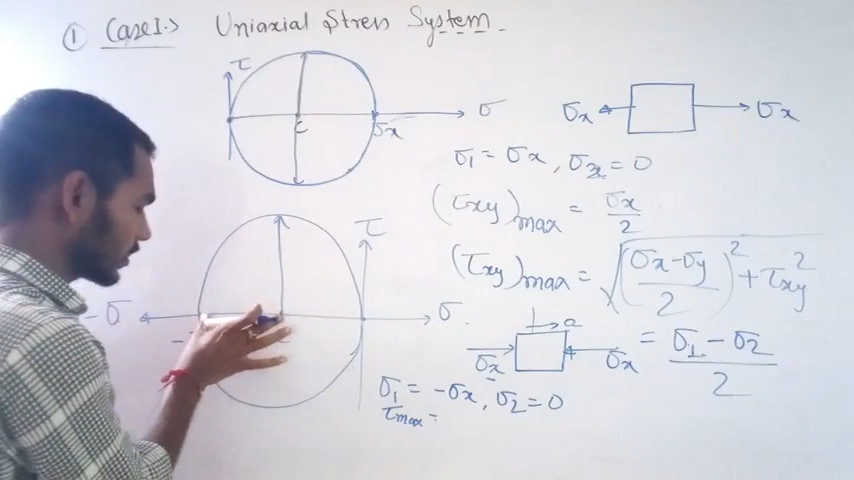 ① Case I.> Uniaxial Stress System
τ
C
σx
σ
σx
σx
σ1 = σx , σ2 = 0
(τxy)max = σx/2
(τxy)max = √((σx-σy)/2)² + τxy²
= (σ1 - σ2)/2
τ
-σ
σ
σx
σx
σ1 = -σx , σ2 = 0
τmax =